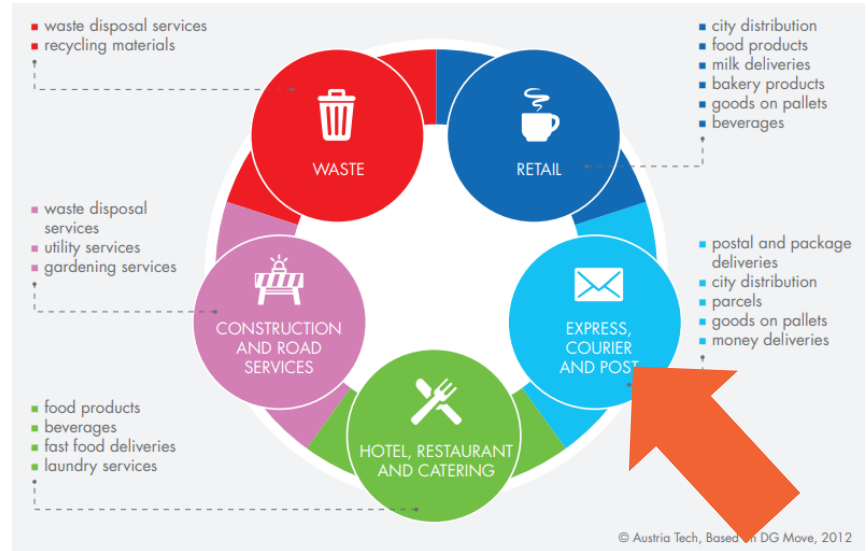 waste disposal services
recycling materials
city distribution
food products
milk deliveries
bakery products
goods on pallets
beverages
WASTE
RETAIL
waste disposal
services
utility services
gardening services
postal and package
deliveries
city distribution
parcels
goods on pallets
money deliveries
CONSTRUCTION
AND ROAD
SERVICES
EXPRESS,
COURIER
AND POST
food products
beverages
fast food deliveries
laundry services
HOTEL, RESTAURANT
AND CATERING
© Austria Tech, Based on DG Move, 2012